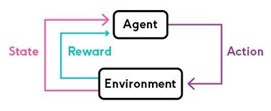 Agent
State
Reward
Action
Environment